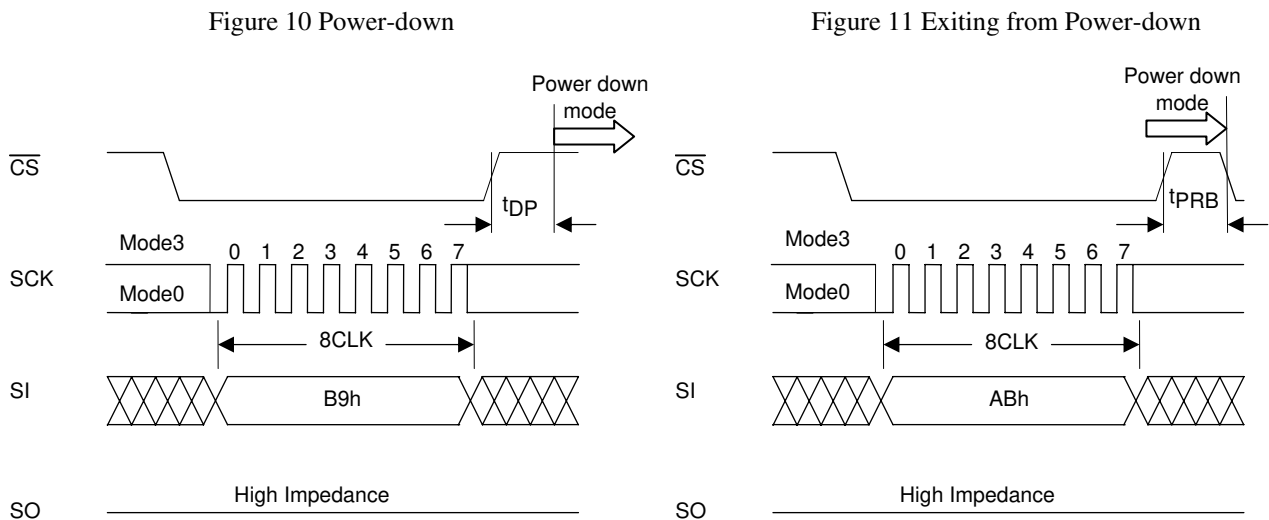 Figure 10 Power-down
Power down
mode
CS
tDP
Mode3
0 1 2 3 4 5 6 7
SCK
Mode0
8CLK
SI
B9h
High Impedance
SO
Figure 11 Exiting from Power-down
Power down
mode
CS
tPRB
Mode3
0 1 2 3 4 5 6 7
SCK
Mode0
8CLK
SI
ABh
High Impedance
SO